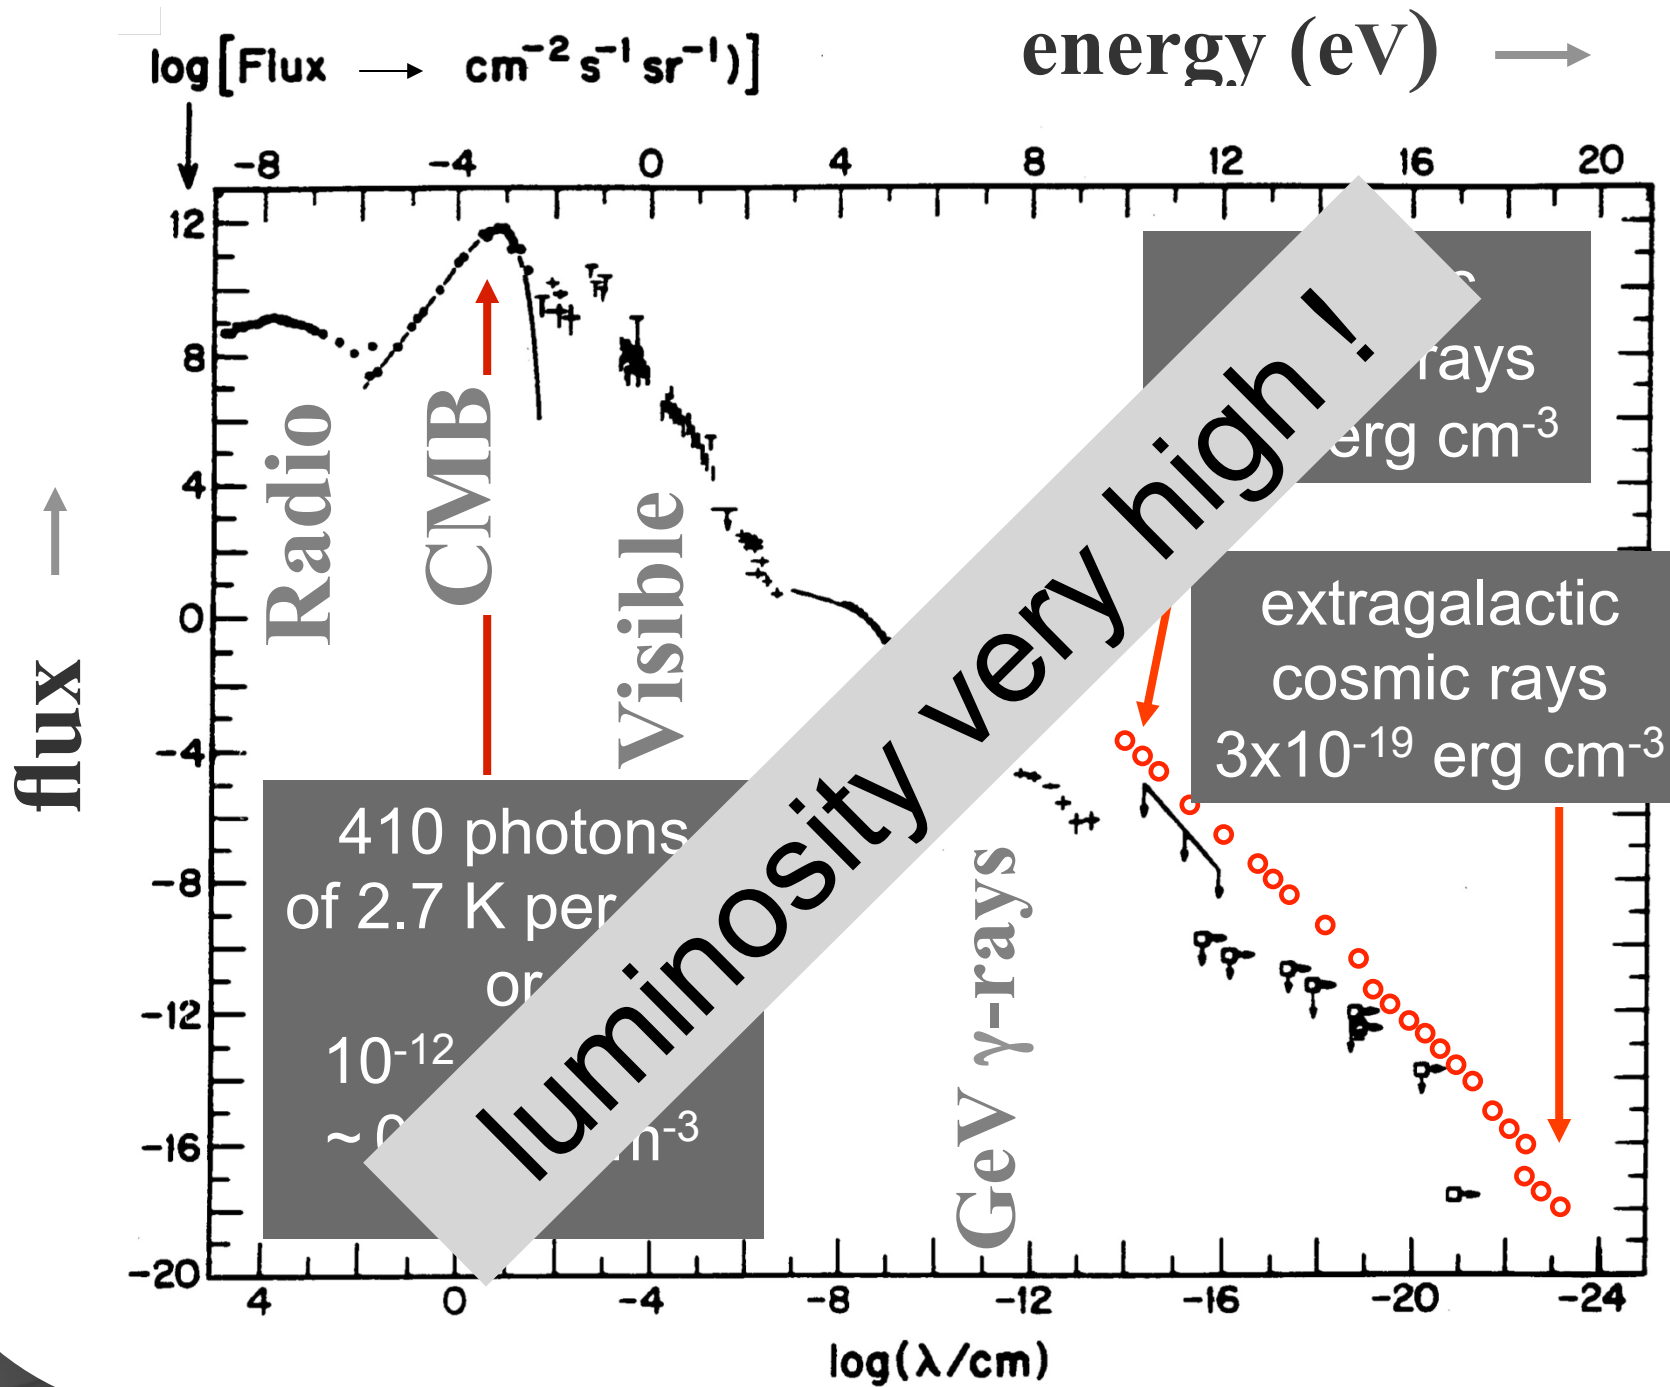 log[Flux → cm⁻² s⁻¹ sr⁻¹)]
energy (eV) →
-8 -4 0 4 8 12 16 20
12
8
4
0
-4
-8
-12
-16
-20
flux →
Radio
CMB
Visible
GeV γ-rays
rays
erg cm⁻³
extragalactic
cosmic rays
3x10⁻¹⁹ erg cm⁻³
410 photons
of 2.7 K per
or
10⁻¹²
~
luminosity very high !
4 0 -4 -8 -12 -16 -20 -24
log(λ/cm)